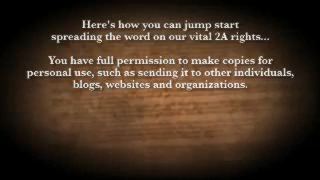 Here's how you can jump start
spreading the word on our vital 2A rights...
You have full permission to make copies for
personal use, such as sending it to other individuals,
blogs, websites and organizations.